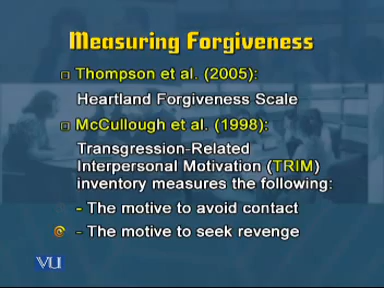 Measuring Forgiveness
Thompson et al. (2005):
Heartland Forgiveness Scale
McCullough et al. (1998):
Transgression-Related
Interpersonal Motivation (TRIM)
inventory measures the following:
- The motive to avoid contact
- The motive to seek revenge
VU